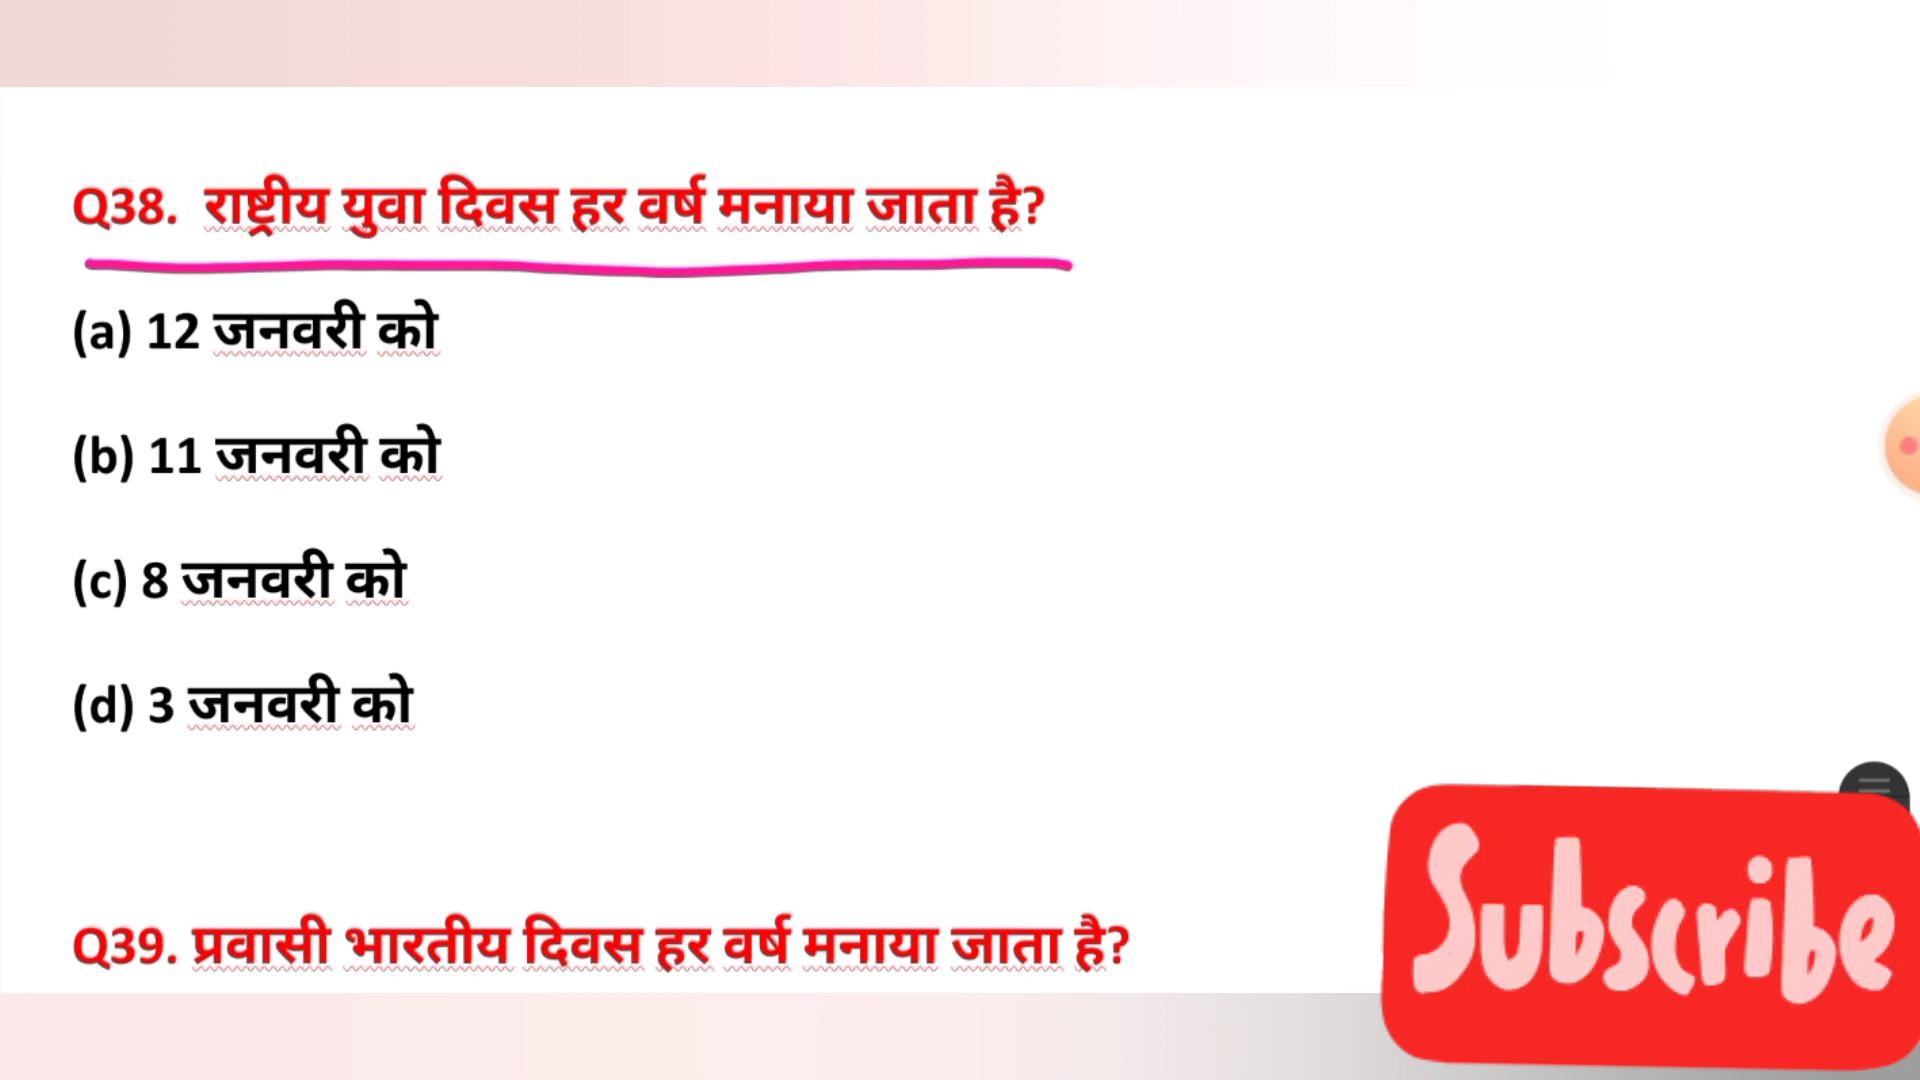 Q38. राष्ट्रीय युवा दिवस हर वर्ष मनाया जाता है?
(a) 12 जनवरी को
(b) 11 जनवरी को
(c) 8 जनवरी को
(d) 3 जनवरी को
Q39. प्रवासी भारतीय दिवस हर वर्ष मनाया जाता है?
Subscribe